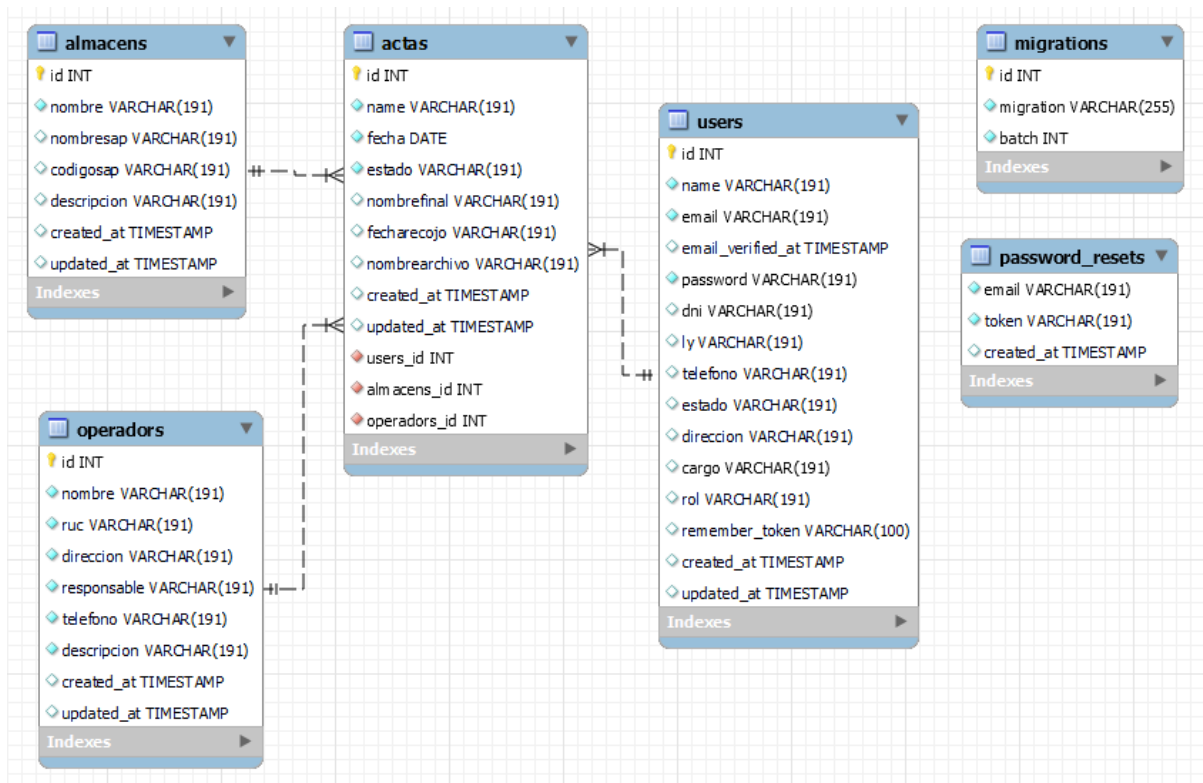 almacens
id INT
nombre VARCHAR(191)
nombresap VARCHAR(191)
codigosap VARCHAR(191)
descripcion VARCHAR(191)
created_at TIMESTAMP
updated_at TIMESTAMP
Indexes
actas
id INT
name VARCHAR(191)
fecha DATE
estado VARCHAR(191)
nombrefinal VARCHAR(191)
fecharecojo VARCHAR(191)
nombrearchivo VARCHAR(191)
created_at TIMESTAMP
updated_at TIMESTAMP
users_id INT
almacens_id INT
operadors_id INT
Indexes
users
id INT
name VARCHAR(191)
email VARCHAR(191)
email_verified_at TIMESTAMP
password VARCHAR(191)
dni VARCHAR(191)
ly VARCHAR(191)
telefono VARCHAR(191)
estado VARCHAR(191)
direccion VARCHAR(191)
cargo VARCHAR(191)
rol VARCHAR(191)
remember_token VARCHAR(100)
created_at TIMESTAMP
updated_at TIMESTAMP
Indexes
migrations
id INT
migration VARCHAR(255)
batch INT
Indexes
password_resets
email VARCHAR(191)
token VARCHAR(191)
created_at TIMESTAMP
Indexes
operadors
id INT
nombre VARCHAR(191)
ruc VARCHAR(191)
direccion VARCHAR(191)
responsable VARCHAR(191)
telefono VARCHAR(191)
descripcion VARCHAR(191)
created_at TIMESTAMP
updated_at TIMESTAMP
Indexes